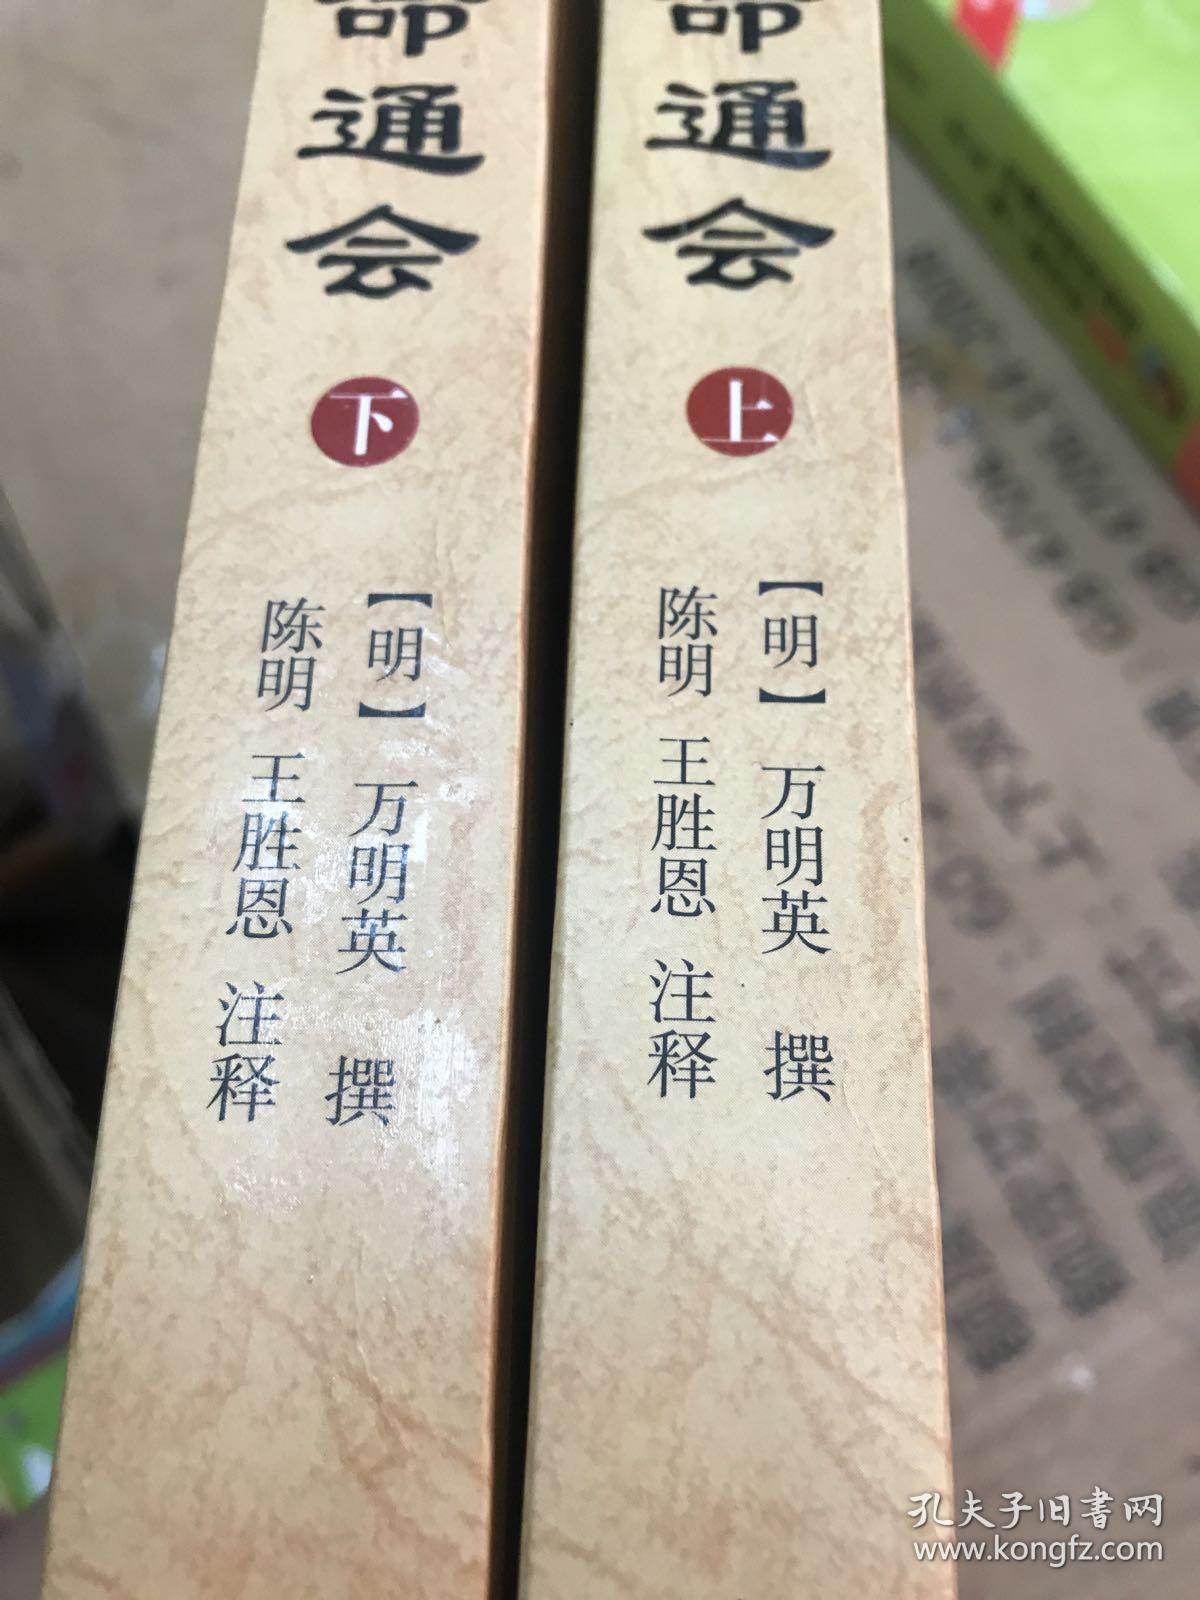 命通会
上
【明】万明英 撰
陈明 王胜恩 注释
命通会
下
【明】万明英 撰
陈明 王胜恩 注释
孔夫子旧书网
www.kongfz.com